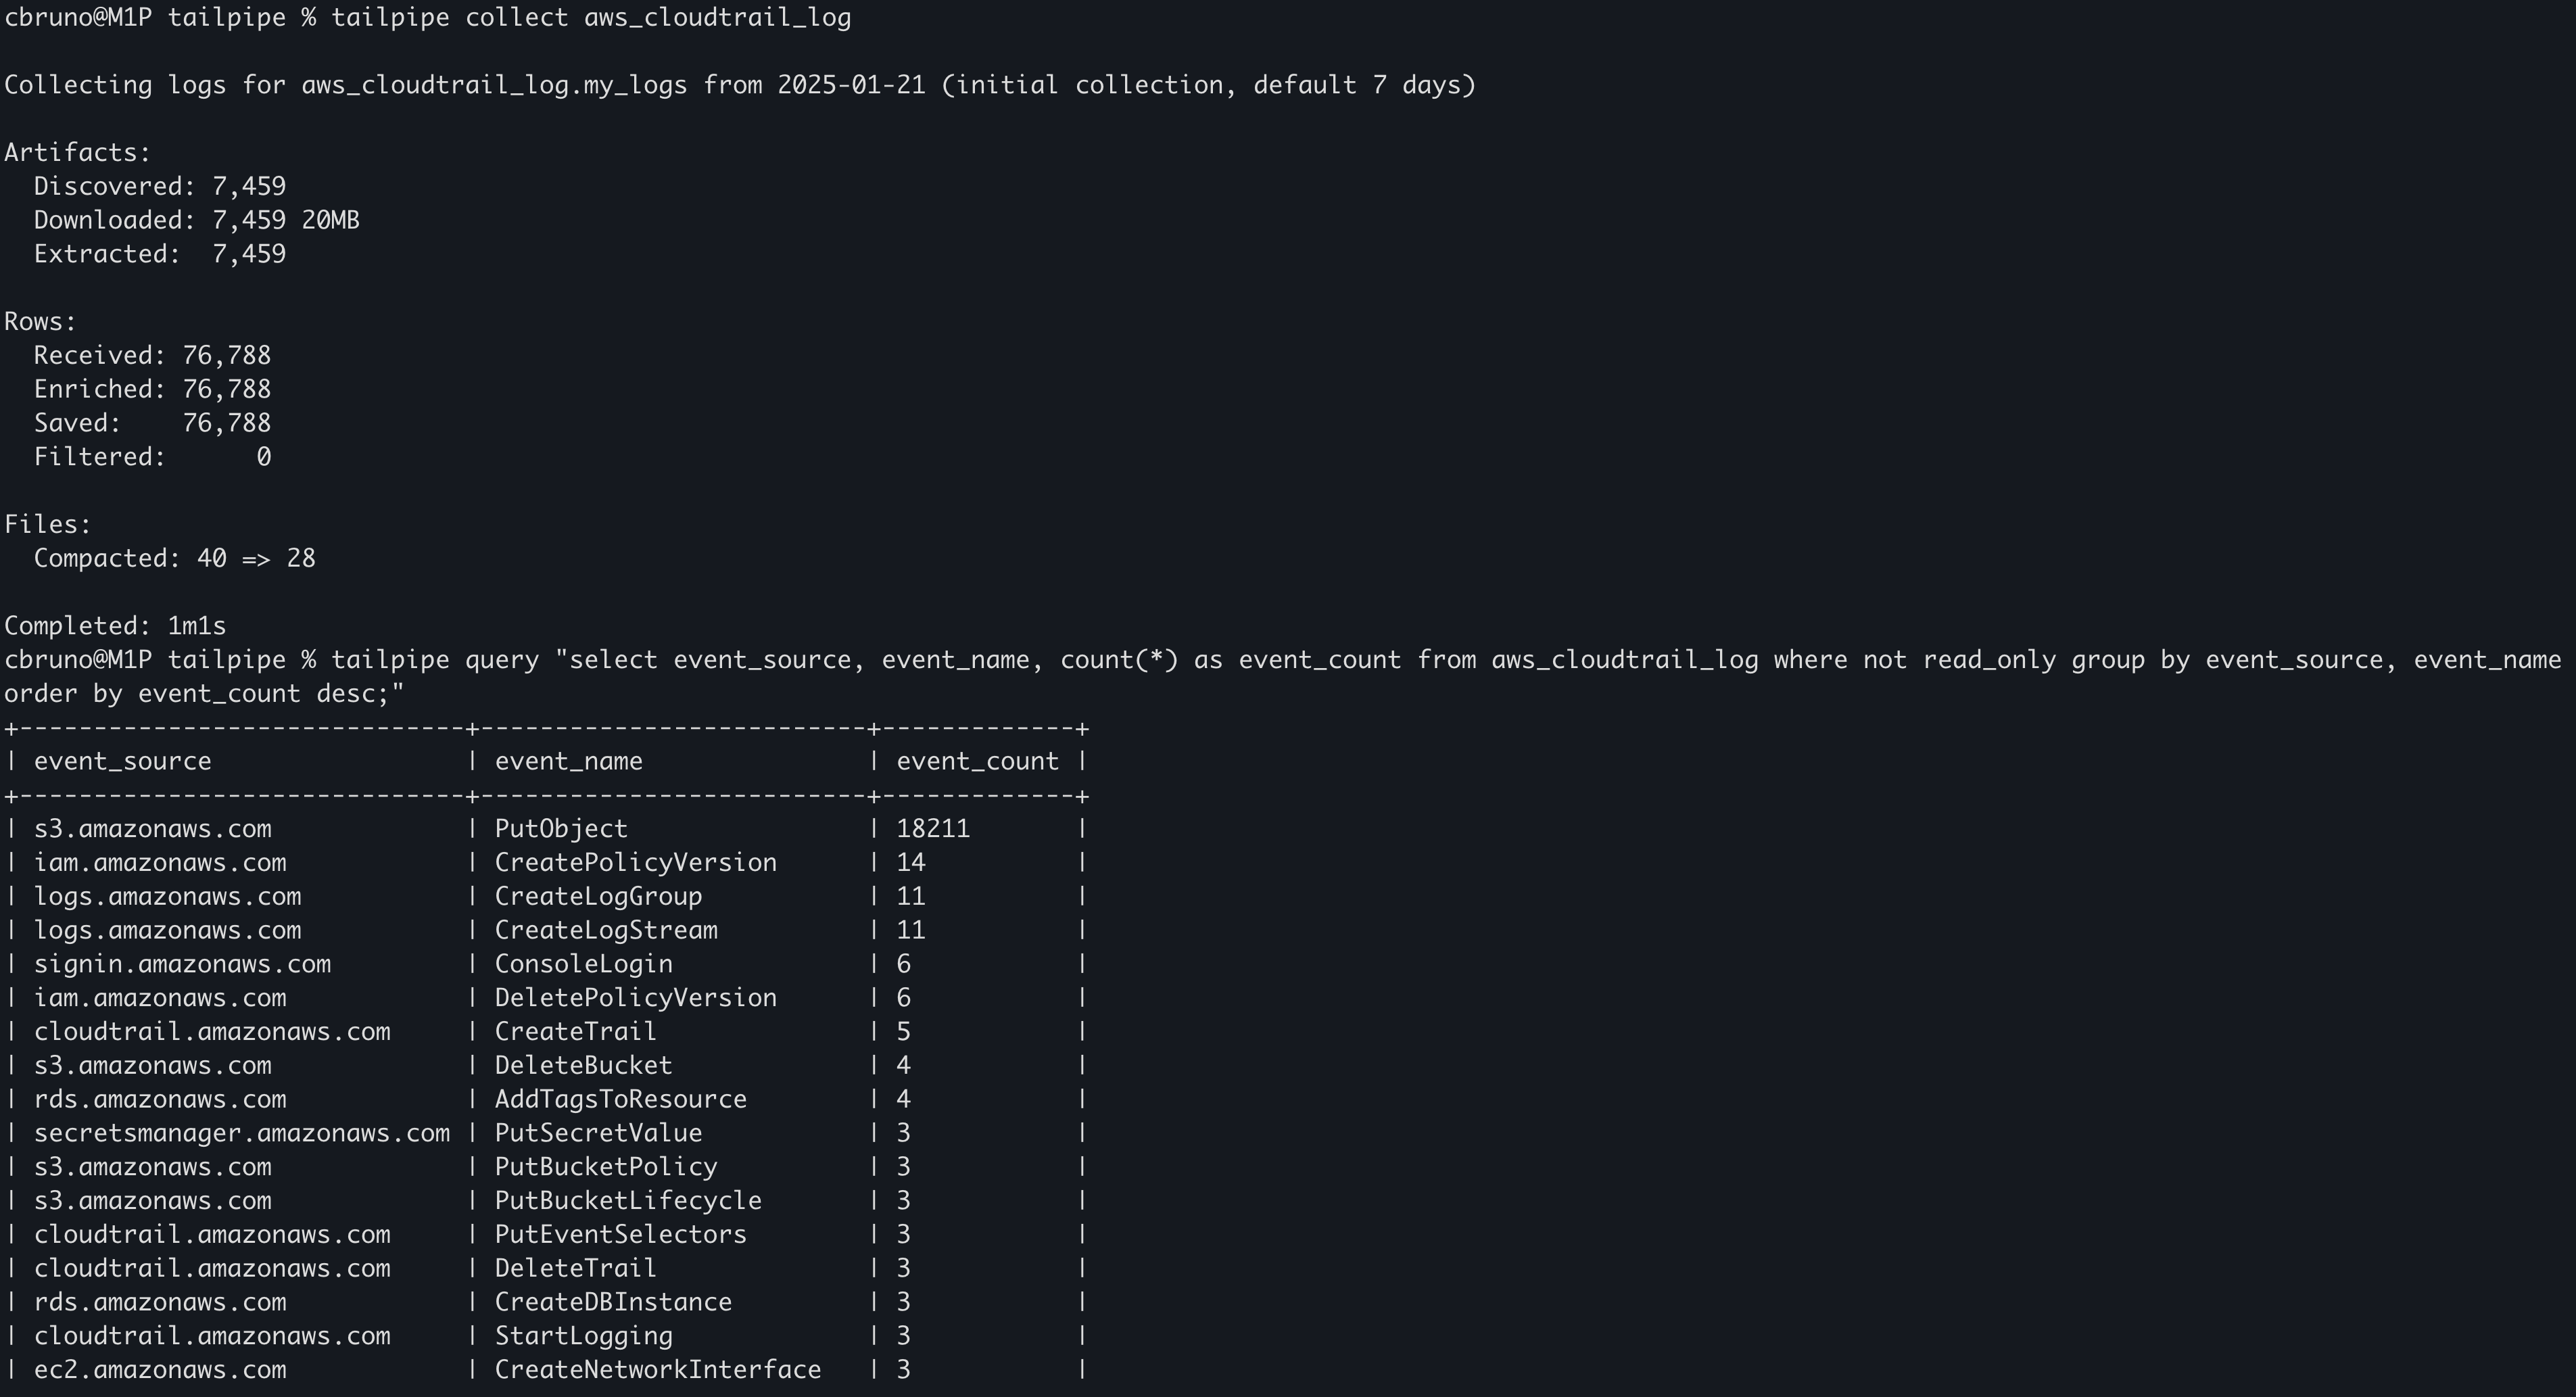 cbruno@M1P tailpipe % tailpipe collect aws_cloudtrail_log
Collecting logs for aws_cloudtrail_log.my_logs from 2025-01-21 (initial collection, default 7 days)
Artifacts:
  Discovered: 7,459
  Downloaded: 7,459 20MB
  Extracted:  7,459
Rows:
  Received: 76,788
  Enriched: 76,788
  Saved:    76,788
  Filtered:      0
Files:
  Compacted: 40 => 28
Completed: 1m1s
cbruno@M1P tailpipe % tailpipe query "select event_source, event_name, count(*) as event_count from aws_cloudtrail_log where not read_only group by event_source, event_name
order by event_count desc;"
+------------------------------+--------------------------+-------------+
| event_source                 | event_name               | event_count |
+------------------------------+--------------------------+-------------+
| s3.amazonaws.com             | PutObject                | 18211       |
| iam.amazonaws.com            | CreatePolicyVersion      | 14          |
| logs.amazonaws.com           | CreateLogGroup           | 11          |
| logs.amazonaws.com           | CreateLogStream          | 11          |
| signin.amazonaws.com         | ConsoleLogin             | 6           |
| iam.amazonaws.com            | DeletePolicyVersion      | 6           |
| cloudtrail.amazonaws.com     | CreateTrail              | 5           |
| s3.amazonaws.com             | DeleteBucket             | 4           |
| rds.amazonaws.com            | AddTagsToResource        | 4           |
| secretsmanager.amazonaws.com | PutSecretValue           | 3           |
| s3.amazonaws.com             | PutBucketPolicy          | 3           |
| s3.amazonaws.com             | PutBucketLifecycle       | 3           |
| cloudtrail.amazonaws.com     | PutEventSelectors        | 3           |
| cloudtrail.amazonaws.com     | DeleteTrail              | 3           |
| rds.amazonaws.com            | CreateDBInstance         | 3           |
| cloudtrail.amazonaws.com     | StartLogging             | 3           |
| ec2.amazonaws.com            | CreateNetworkInterface   | 3           |